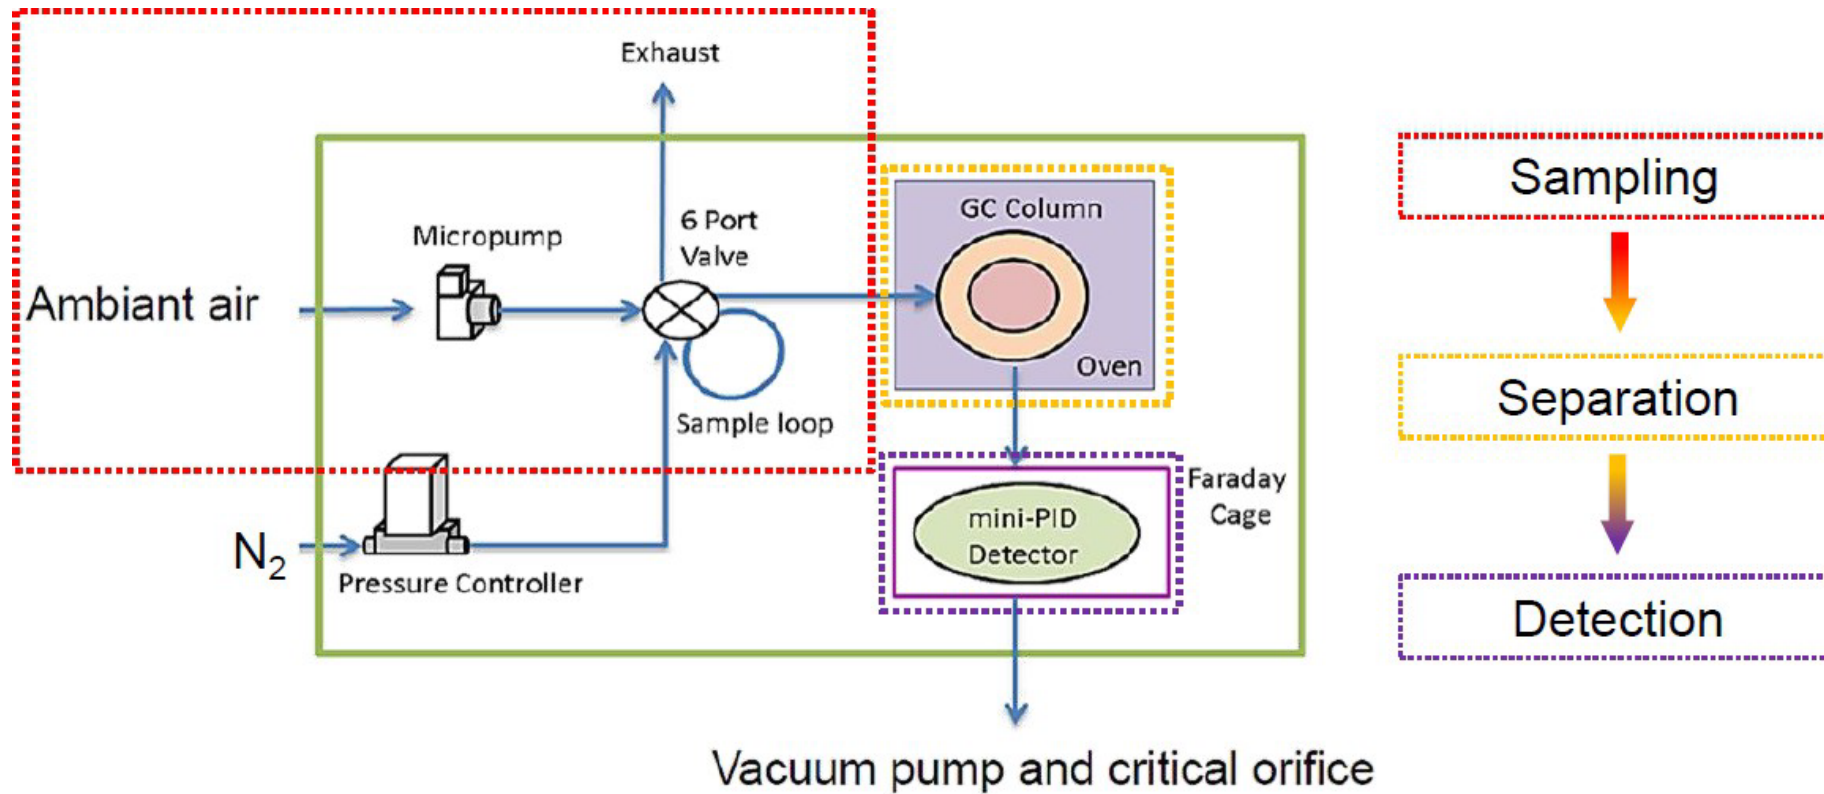 Exhaust
Sampling
GC Column
6 Port
Valve
Micropump
Ambiant air
Oven
Separation
Sample loop
Faraday
Cage
mini-PID
Detector
N₂
Pressure Controller
Detection
Vacuum pump and critical orifice